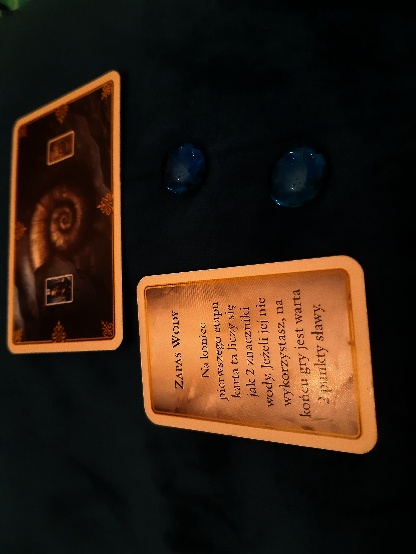 ZAPAS WODY
Na koniec
pierwszego etapu
karta ta liczy się
jak 2 znaczniki
wody. Jeżeli jej nie
wykorzystasz, na
końcu gry jest warta
2 punkty sławy.